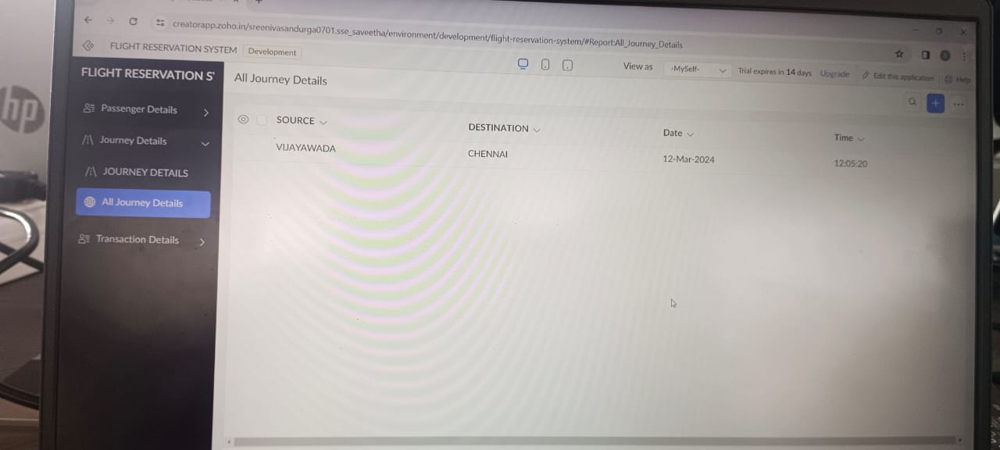 creatorapp.zoho.in/sreenivasandurga0701.sse_saveetha/environment/development/flight-reservation-system/#Report:All_Journey_Details
FLIGHT RESERVATION SYSTEM Development
View as -MySelf- Trial expires in 14 days Upgrade Edit this application Help
hp
FLIGHT RESERVATION S'
Passenger Details
Journey Details
JOURNEY DETAILS
All Journey Details
Transaction Details
All Journey Details
SOURCE DESTINATION Date Time
VIJAYAWADA CHENNAI 12-Mar-2024 12:05:20